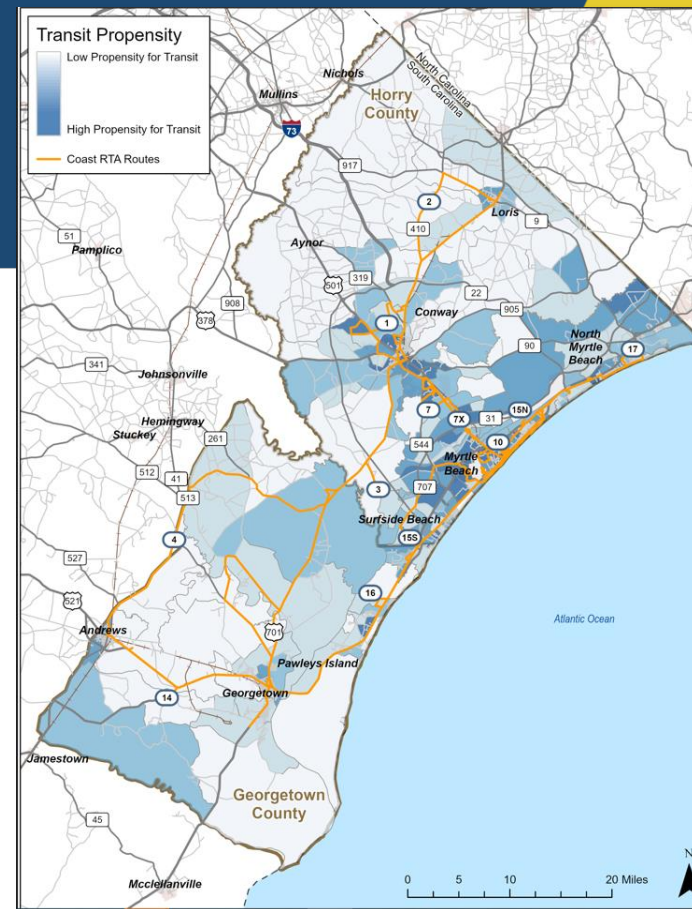 Transit Propensity
Low Propensity for Transit
High Propensity for Transit
Coast RTA Routes
Nichols
Mullins
Horry
County
North Carolina
South Carolina
73
917
2
Loris
410
9
51
Pamplico
Aynor
319
501
22
908
Conway
905
378
1
90
North
Myrtle
Beach
17
341
Johnsonville
7
7X
31
15N
Hemingway
Stuckey
261
544
10
Myrtle
Beach
512
41
513
3
707
Surfside Beach
4
15S
527
16
521
Atlantic Ocean
Andrews
701
Pawleys Island
14
Georgetown
Jamestown
Georgetown
County
45
Mcclellanville
N
0 5 10 20 Miles